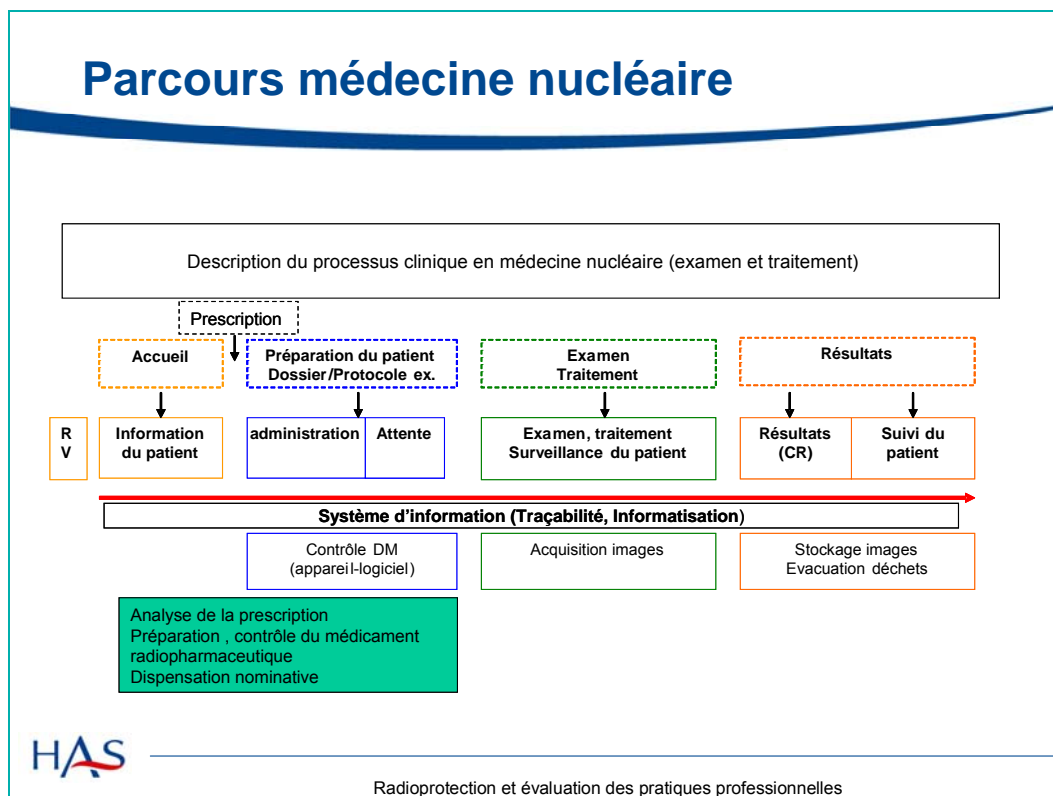 Parcours médecine nucléaire
Description du processus clinique en médecine nucléaire (examen et traitement)
Prescription
Accueil
Préparation du patient
Dossier/Protocole ex.
Examen
Traitement
Résultats
R
V
Information
du patient
administration
Attente
Examen, traitement
Surveillance du patient
Résultats
(CR)
Suivi du
patient
Système d'information (Traçabilité, Informatisation)
Contrôle DM
(appareil-logiciel)
Acquisition images
Stockage images
Evacuation déchets
Analyse de la prescription
Préparation , contrôle du médicament
radiopharmaceutique
Dispensation nominative
HAS
Radioprotection et évaluation des pratiques professionnelles